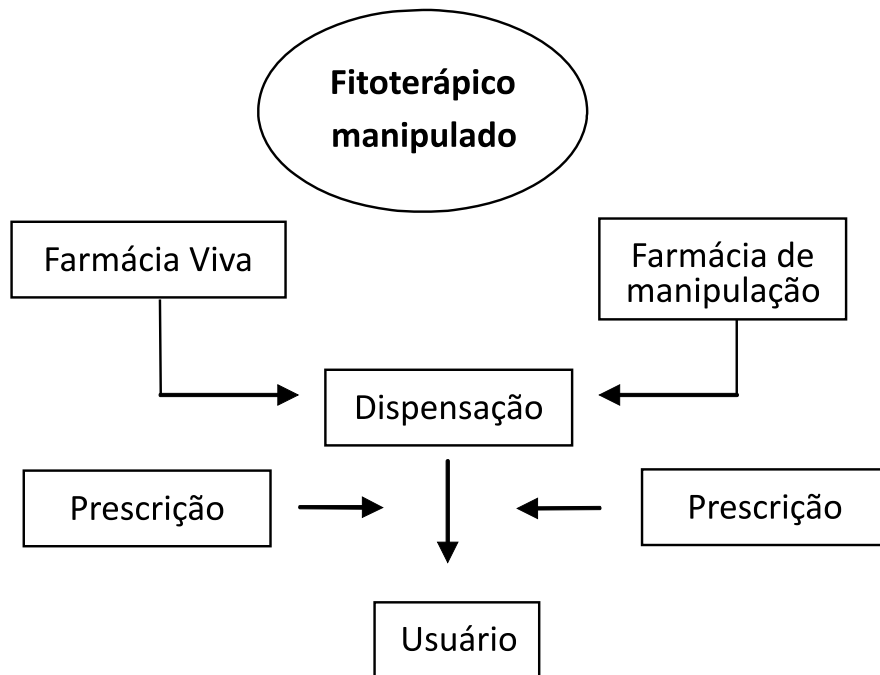 Fitoterápico
manipulado
Farmácia Viva
Farmácia de
manipulação
Dispensação
Prescrição
Prescrição
Usuário